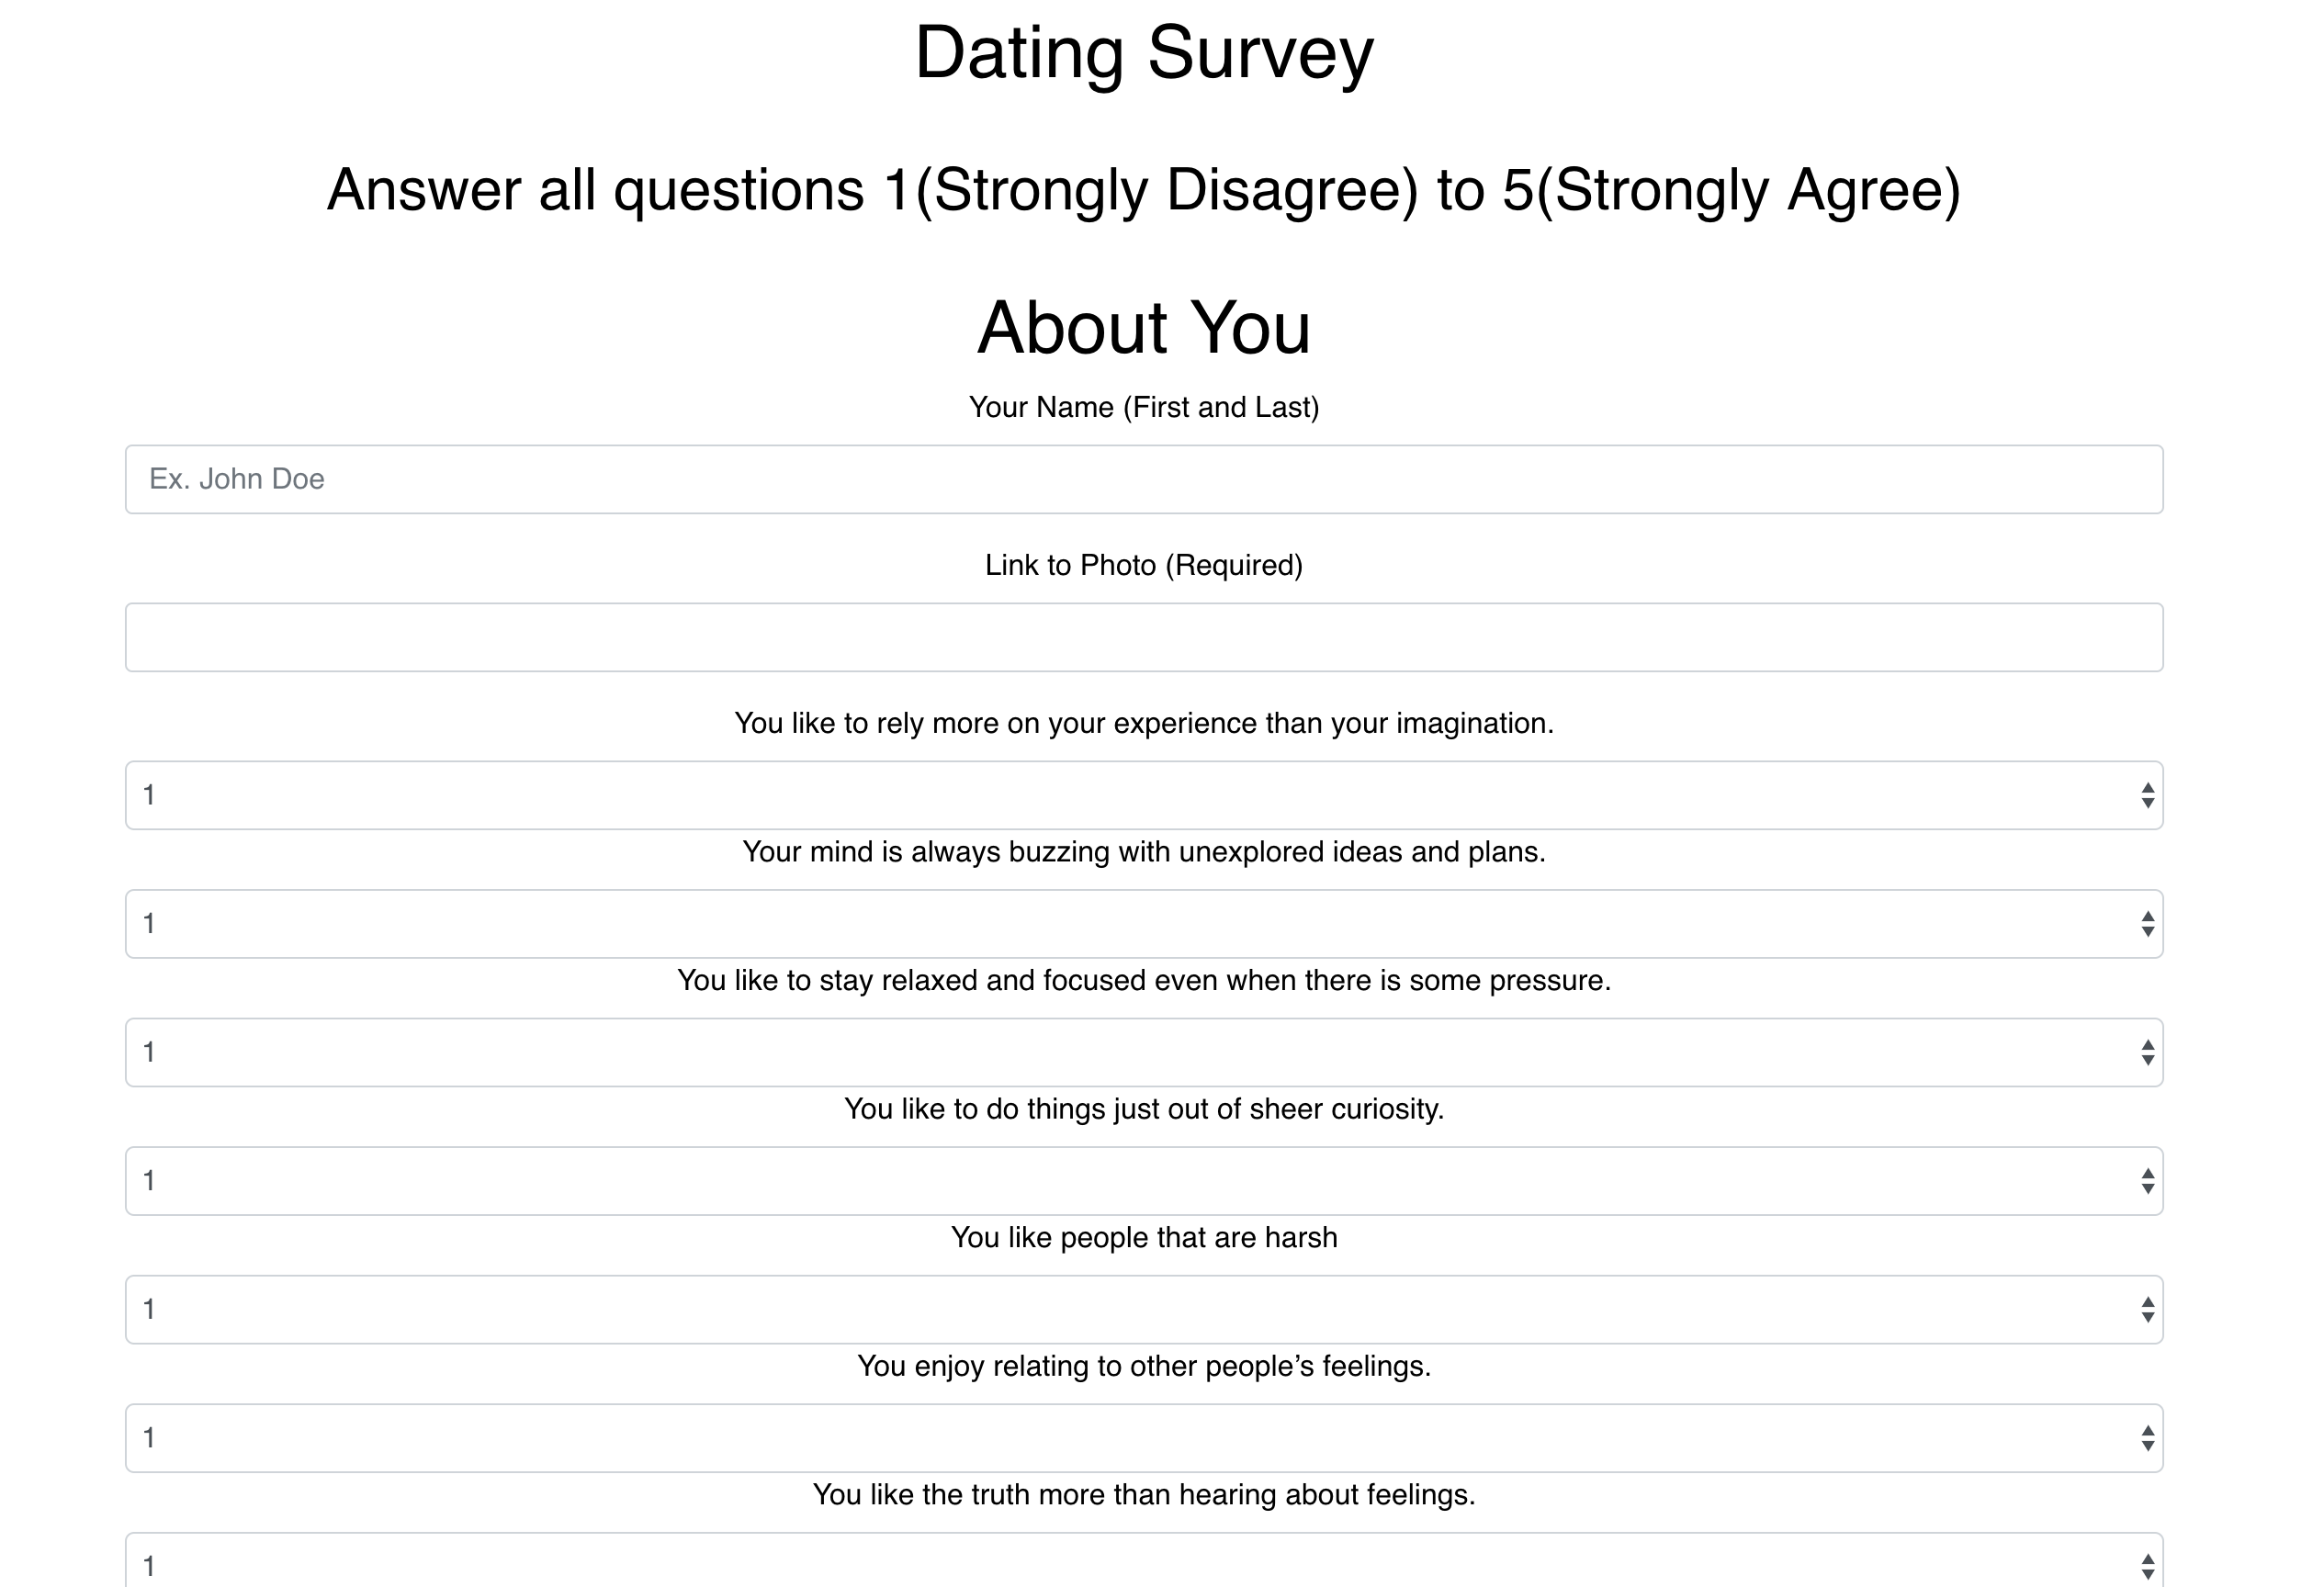 Dating Survey
Answer all questions 1(Strongly Disagree) to 5(Strongly Agree)
About You
Your Name (First and Last)
Ex. John Doe
Link to Photo (Required)
You like to rely more on your experience than your imagination.
1
Your mind is always buzzing with unexplored ideas and plans.
1
You like to stay relaxed and focused even when there is some pressure.
1
You like to do things just out of sheer curiosity.
1
You like people that are harsh
1
You enjoy relating to other people’s feelings.
1
You like the truth more than hearing about feelings.
1